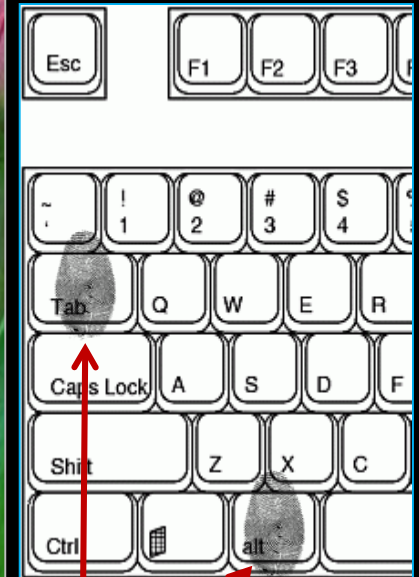 Esc F1 F2 F3
~ ! @ # $
` 1 2 3 4
Tab Q W E R
Caps Lock A S D F
Shift Z X C
Ctrl alt